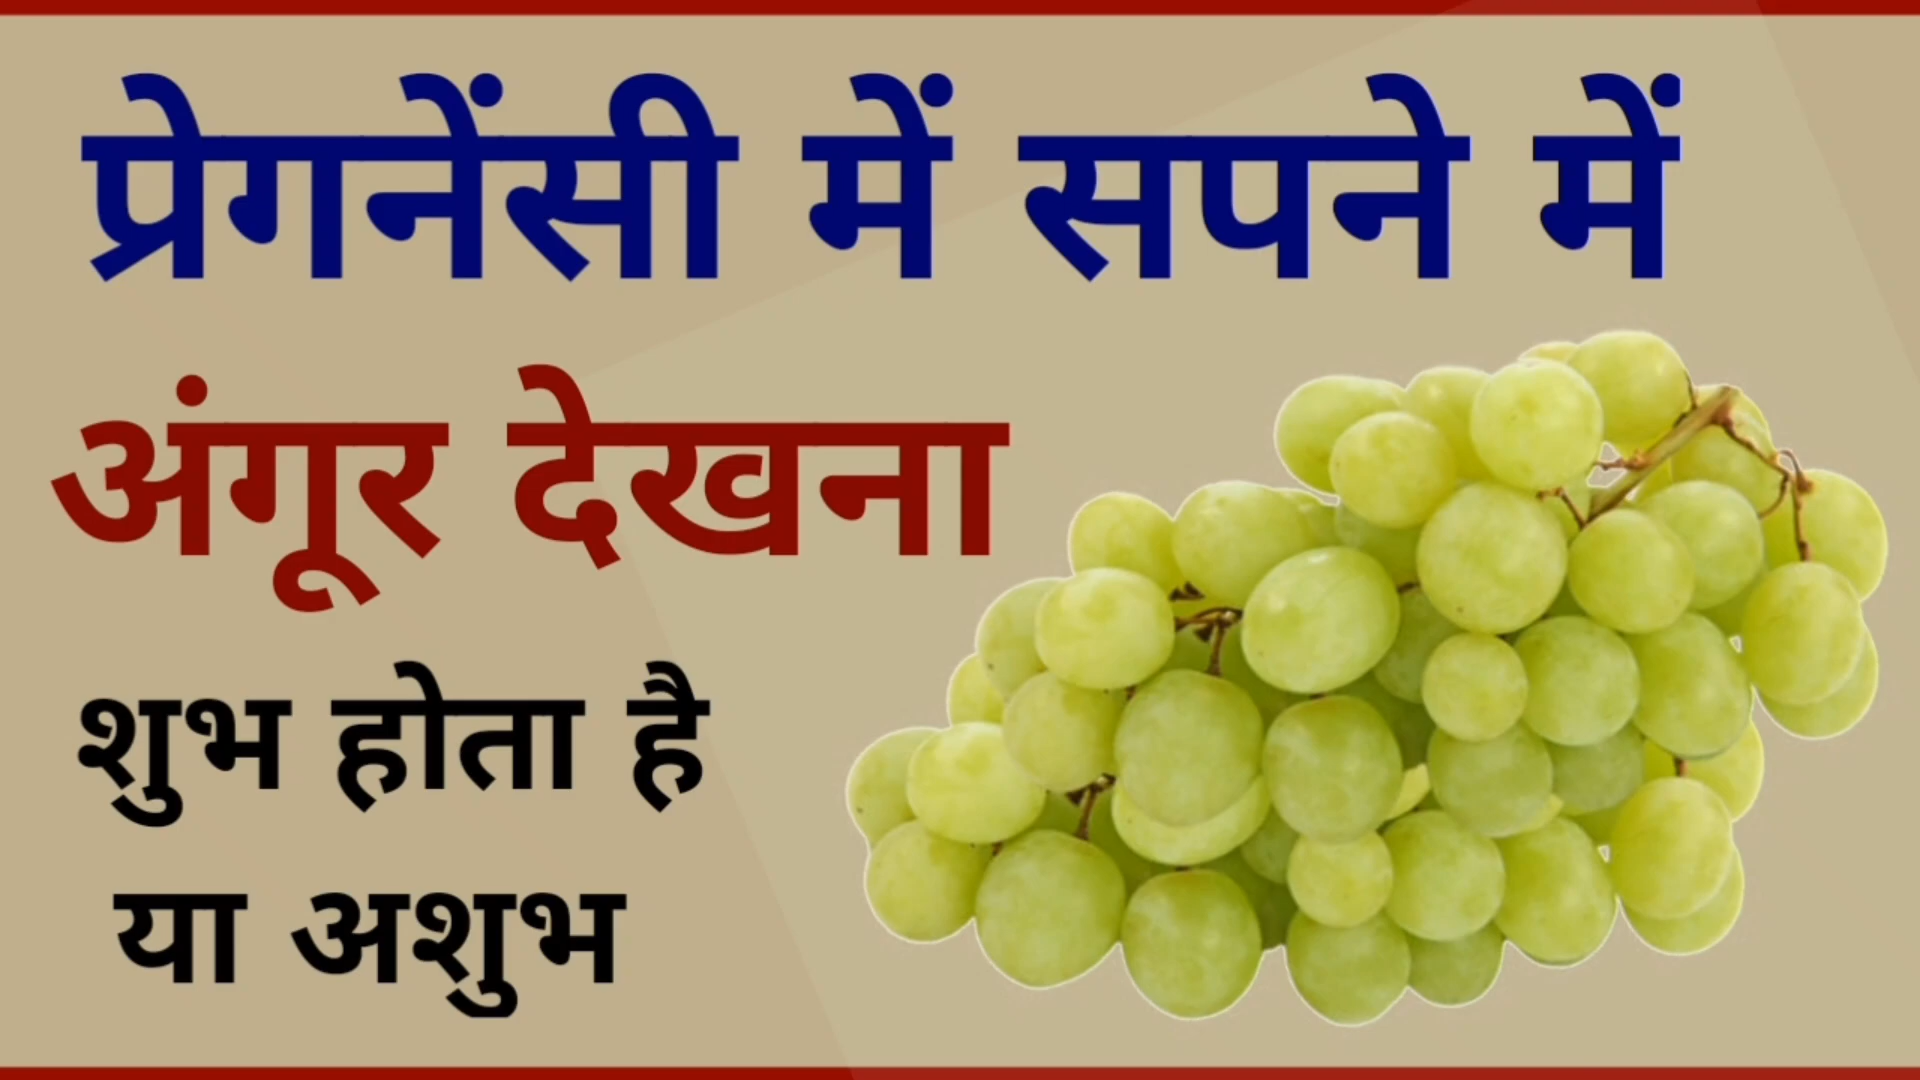 प्रेगनेंसी में सपने में
अंगूर देखना
शुभ होता है
या अशुभ